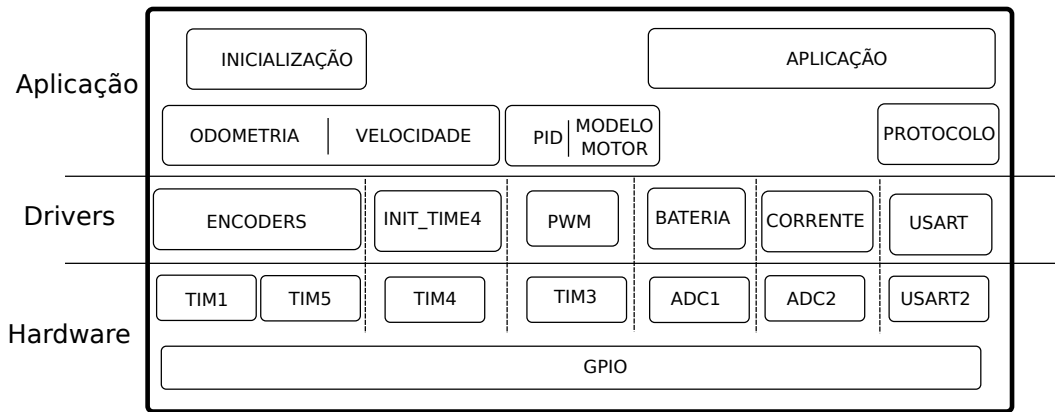 Aplicação
INICIALIZAÇÃO
APLICAÇÃO
ODOMETRIA
VELOCIDADE
PID
MODELO
MOTOR
PROTOCOLO
Drivers
ENCODERS
INIT_TIME4
PWM
BATERIA
CORRENTE
USART
Hardware
TIM1
TIM5
TIM4
TIM3
ADC1
ADC2
USART2
GPIO